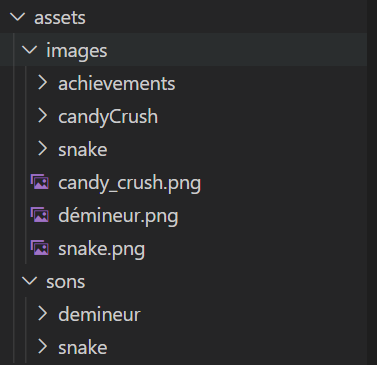 assets
images
achievements
candyCrush
snake
candy_crush.png
démineur.png
snake.png
sons
demineur
snake